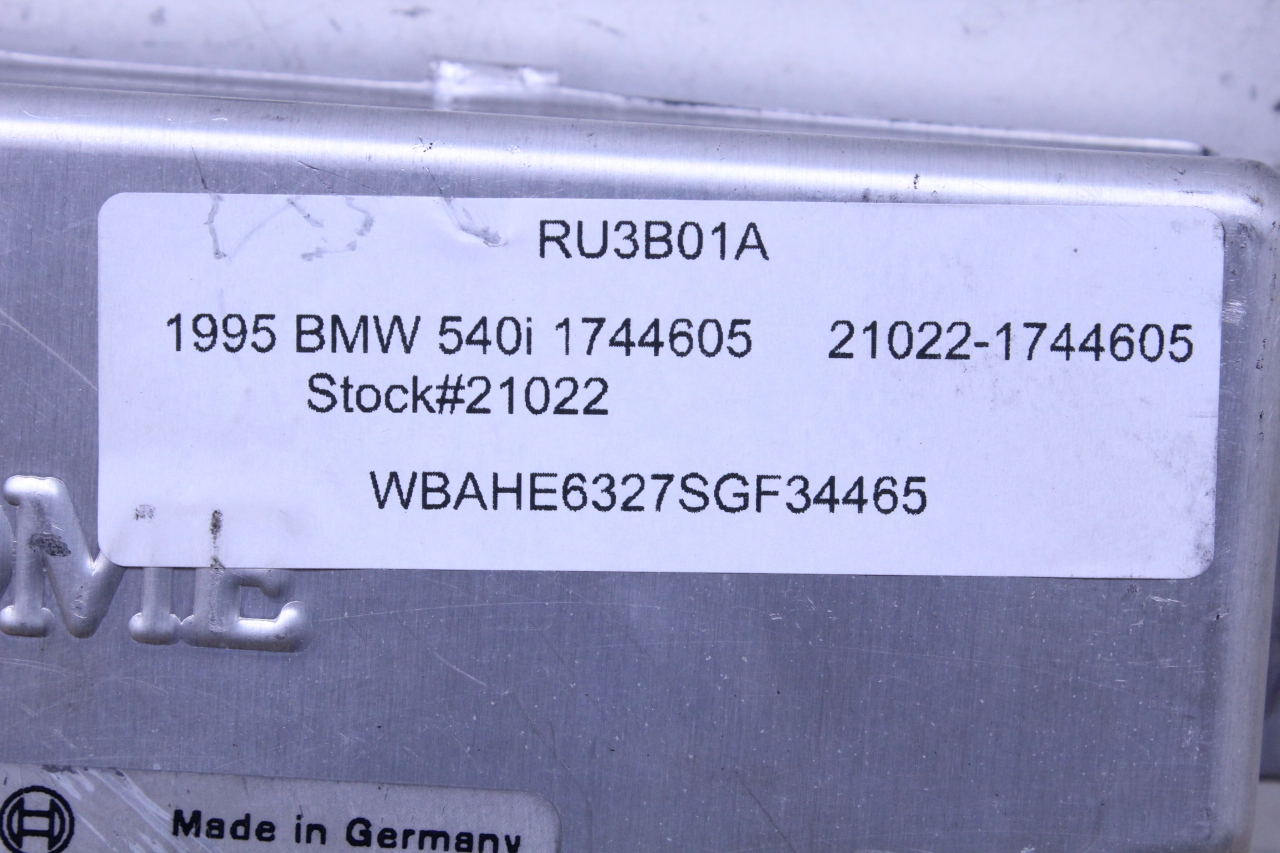 RU3B01A
1995 BMW 540i 1744605 21022-1744605
Stock#21022
WBAHE6327SGF34465
Made in Germany